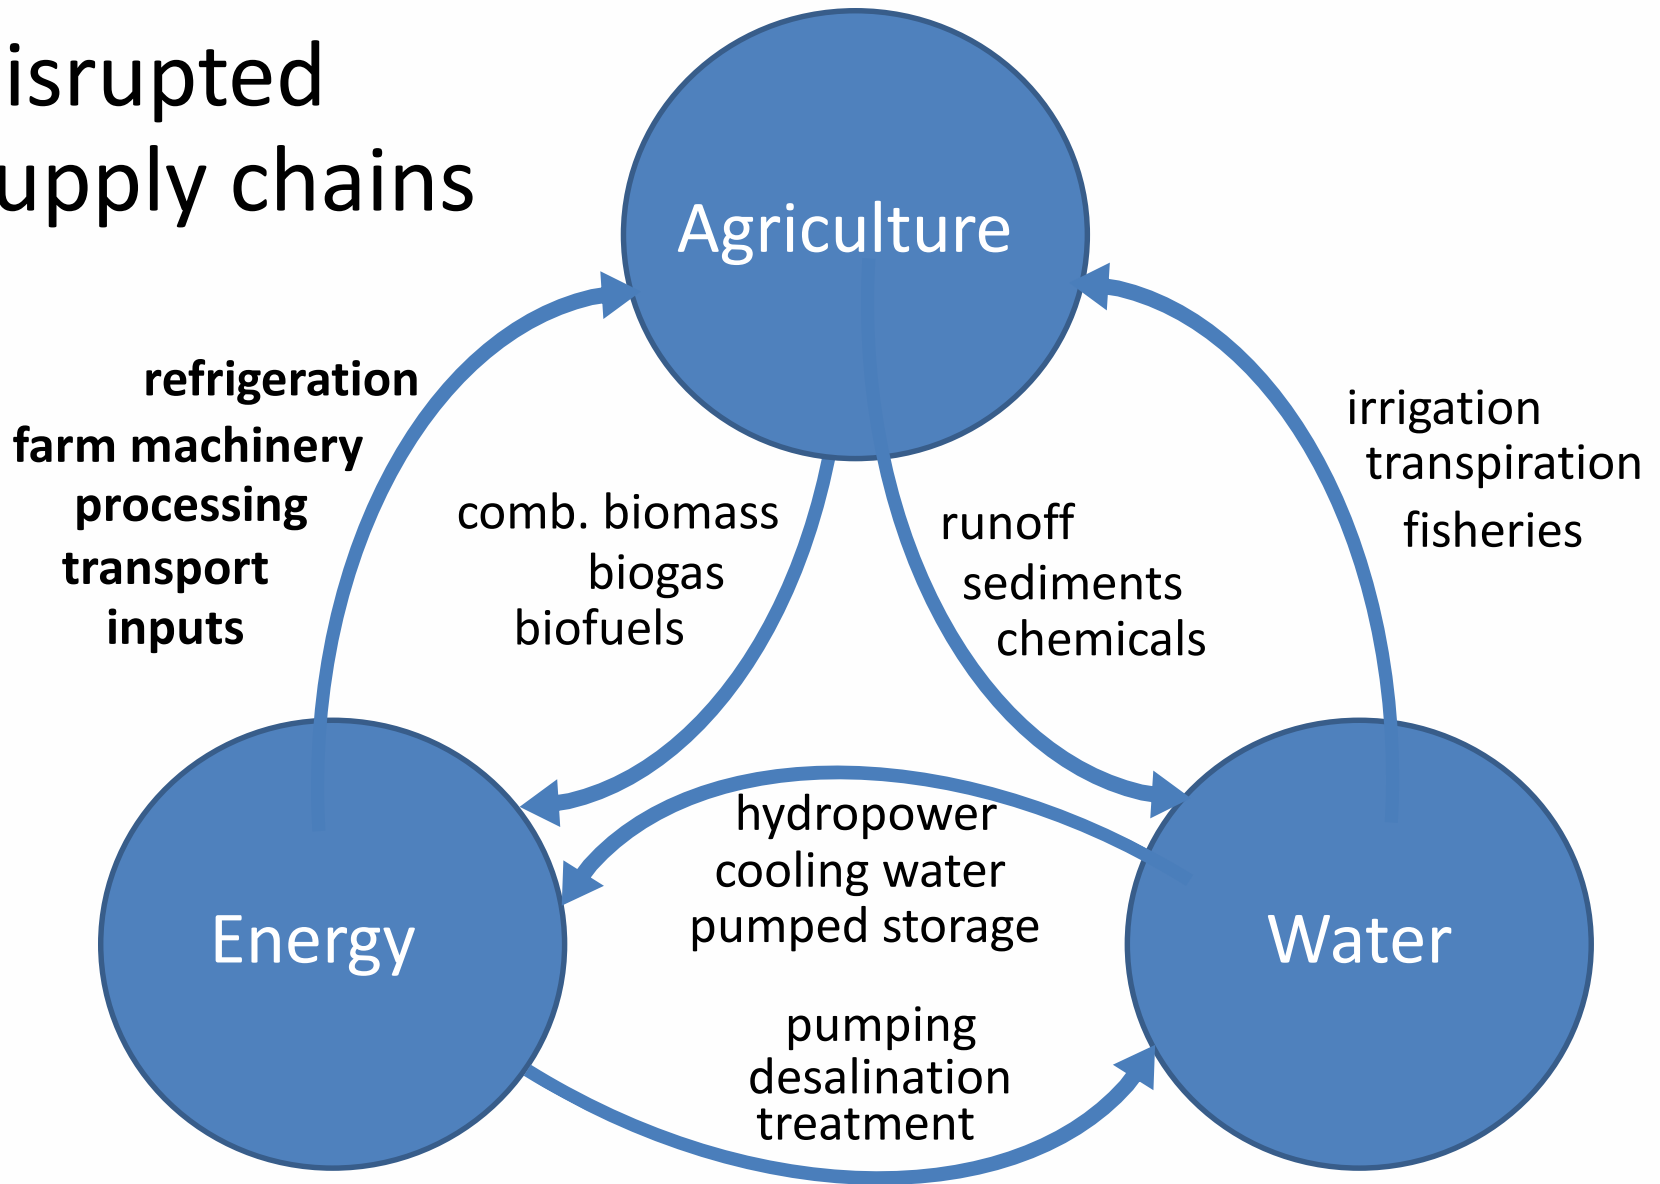 isrupted
upply chains
Agriculture
refrigeration
farm machinery
processing
transport
inputs
comb. biomass
biogas
biofuels
runoff
sediments
chemicals
irrigation
transpiration
fisheries
hydropower
cooling water
pumped storage
Energy
Water
pumping
desalination
treatment